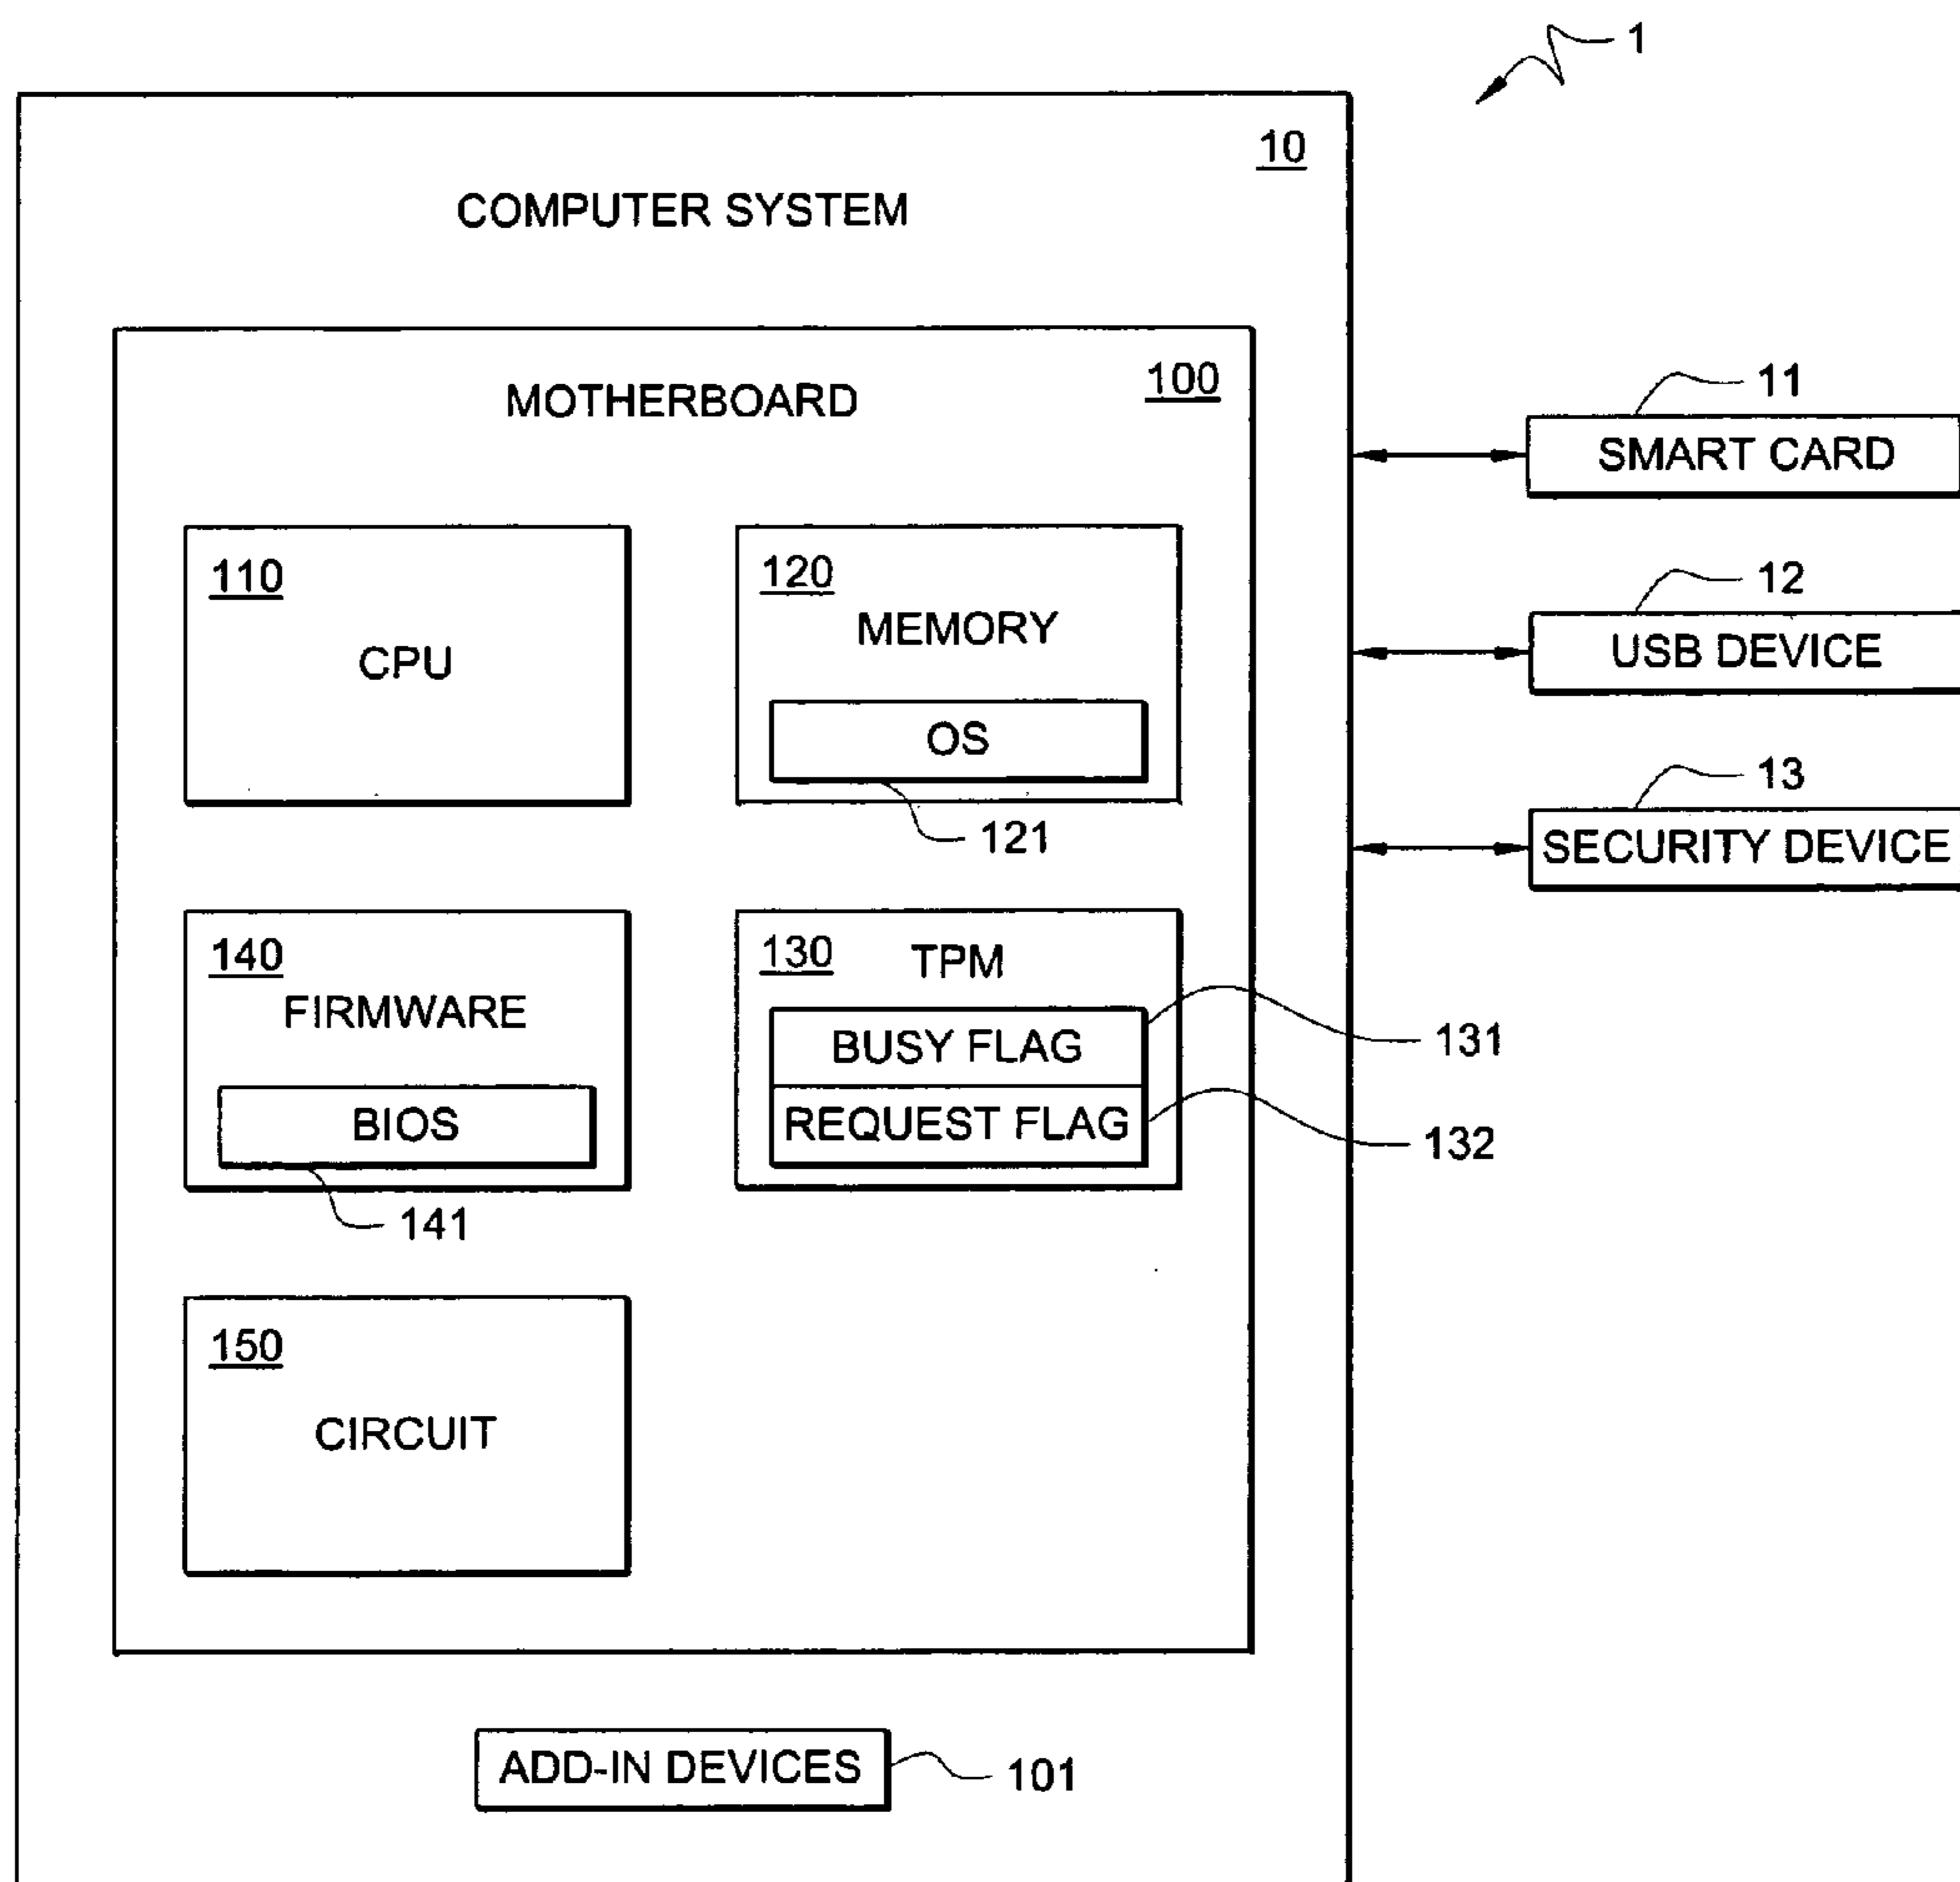 1
10
COMPUTER SYSTEM
100
MOTHERBOARD
11
SMART CARD
110
CPU
120
MEMORY
OS
121
12
USB DEVICE
13
SECURITY DEVICE
140
FIRMWARE
BIOS
141
130
TPM
BUSY FLAG
131
REQUEST FLAG
132
150
CIRCUIT
ADD-IN DEVICES
101